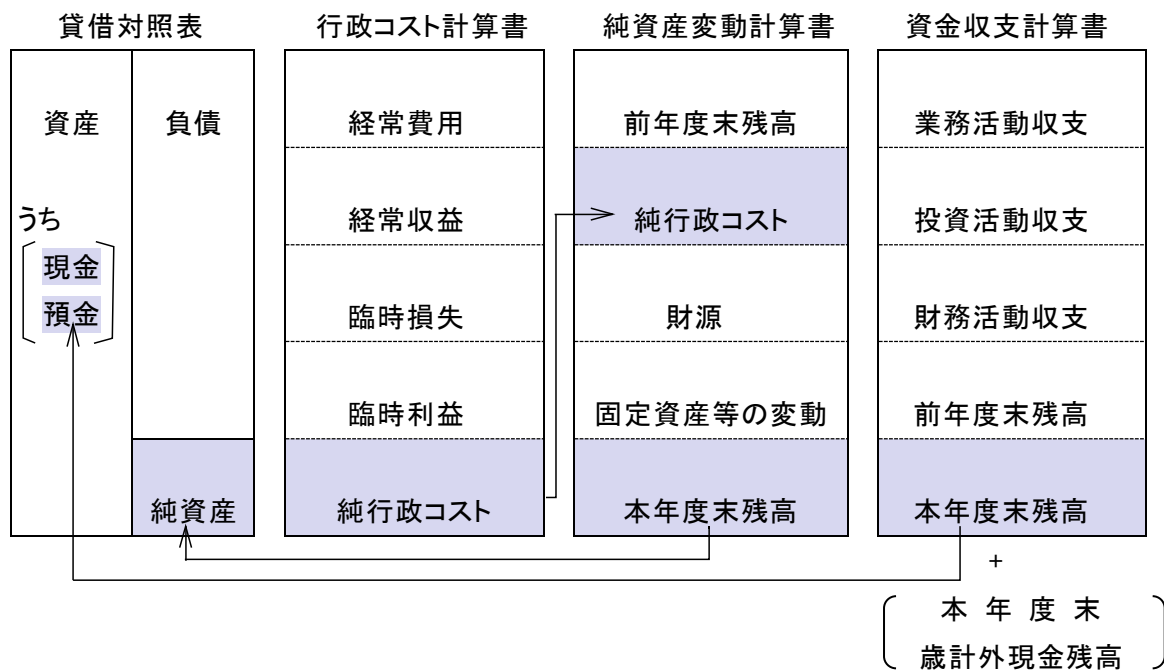 貸借対照表
資産
うち
現金
預金
負債
純資産
行政コスト計算書
経常費用
経常収益
臨時損失
臨時利益
純行政コスト
純資産変動計算書
前年度末残高
純行政コスト
財源
固定資産等の変動
本年度末残高
資金収支計算書
業務活動収支
投資活動収支
財務活動収支
前年度末残高
本年度末残高
+
本年度末
歳計外現金残高